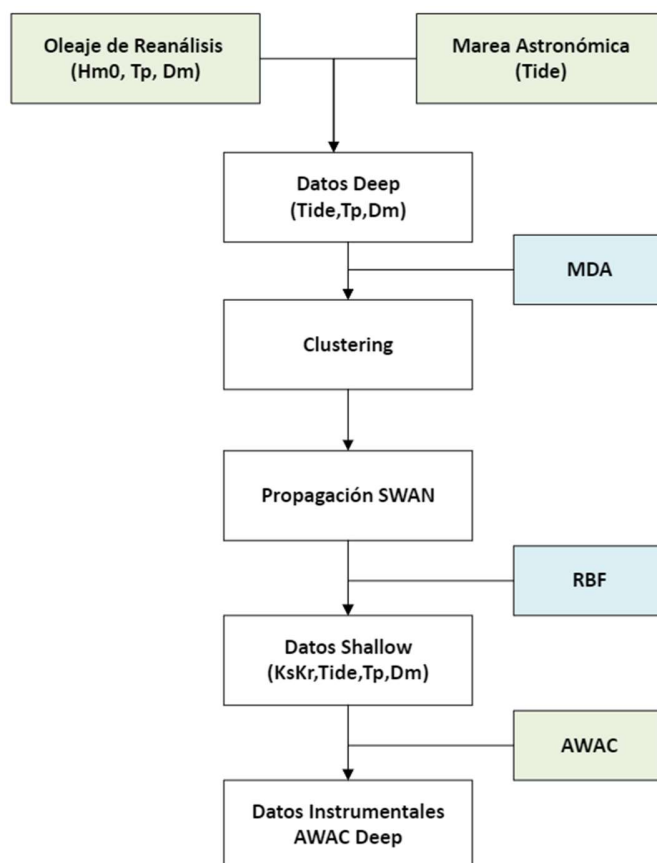 Oleaje de Reanálisis
(Hm0, Tp, Dm)
Marea Astronómica
(Tide)
Datos Deep
(Tide,Tp,Dm)
MDA
Clustering
Propagación SWAN
RBF
Datos Shallow
(KsKr,Tide,Tp,Dm)
AWAC
Datos Instrumentales
AWAC Deep